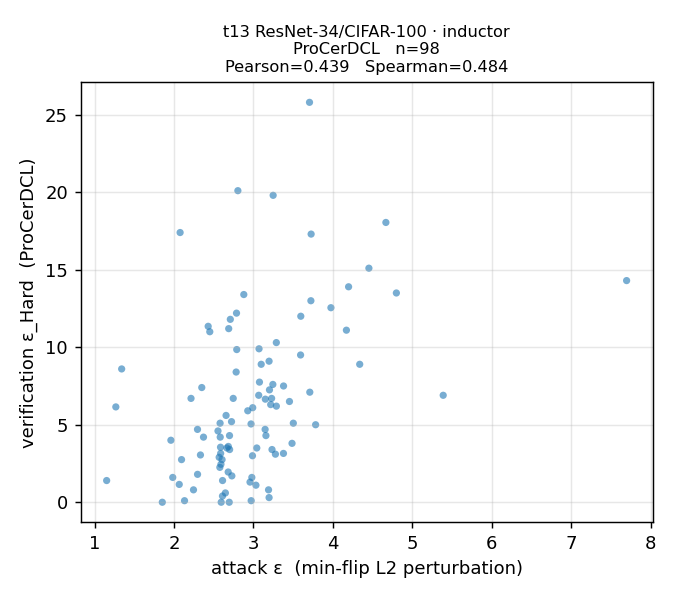 t13 ResNet-34/CIFAR-100 · inductor
ProCerDCL   n=98
Pearson=0.439   Spearman=0.484
verification ε_Hard  (ProCerDCL)
25
20
15
10
5
0
1 2 3 4 5 6 7 8
attack ε  (min-flip L2 perturbation)